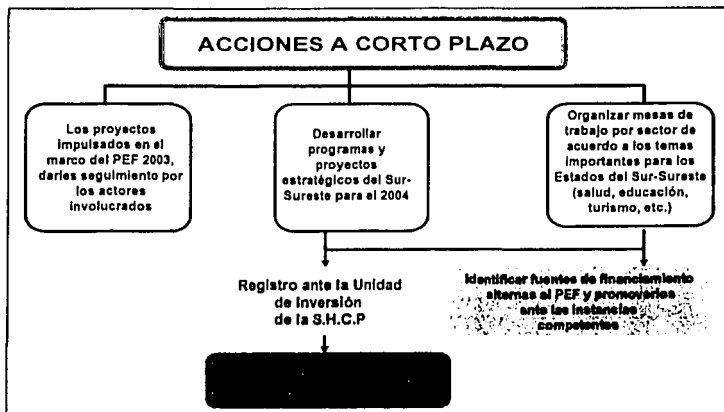 ACCIONES A CORTO PLAZO
Los proyectos
impulsados en el
marco del PEF 2003,
darles seguimiento por
los actores
involucrados
Desarrollar
programas y
proyectos
estratégicos del Sur-
Sureste para el 2004
Organizar mesas de
trabajo por sector de
acuerdo a los temas
importantes para los
Estados del Sur-Sureste
(salud, educación,
turismo, etc.)
Registro ante la Unidad
de Inversión
de la S.H.C.P
Identificar fuentes de financiamiento
alternas al PEF y promoverlos
ante las instancias
competentes